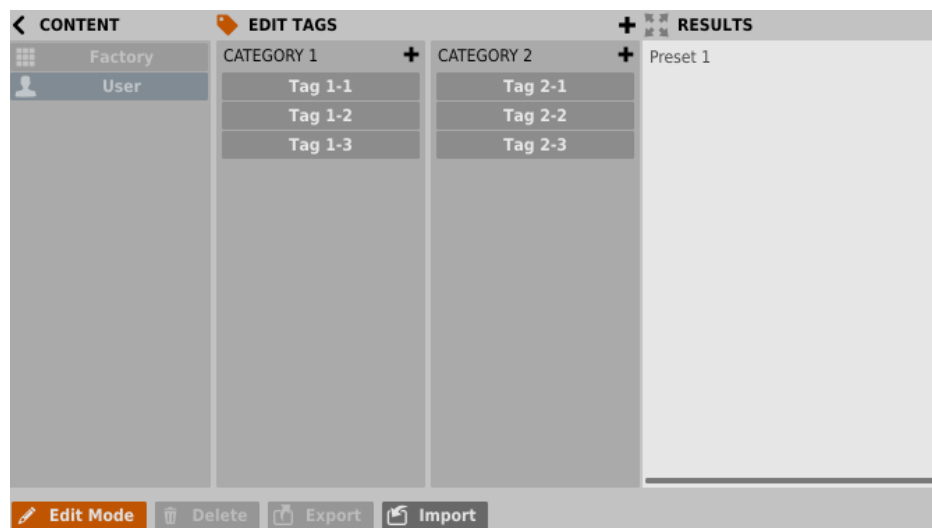 CONTENT
Factory
User
EDIT TAGS
CATEGORY 1
Tag 1-1
Tag 1-2
Tag 1-3
CATEGORY 2
Tag 2-1
Tag 2-2
Tag 2-3
RESULTS
Preset 1
Edit Mode
Delete
Export
Import